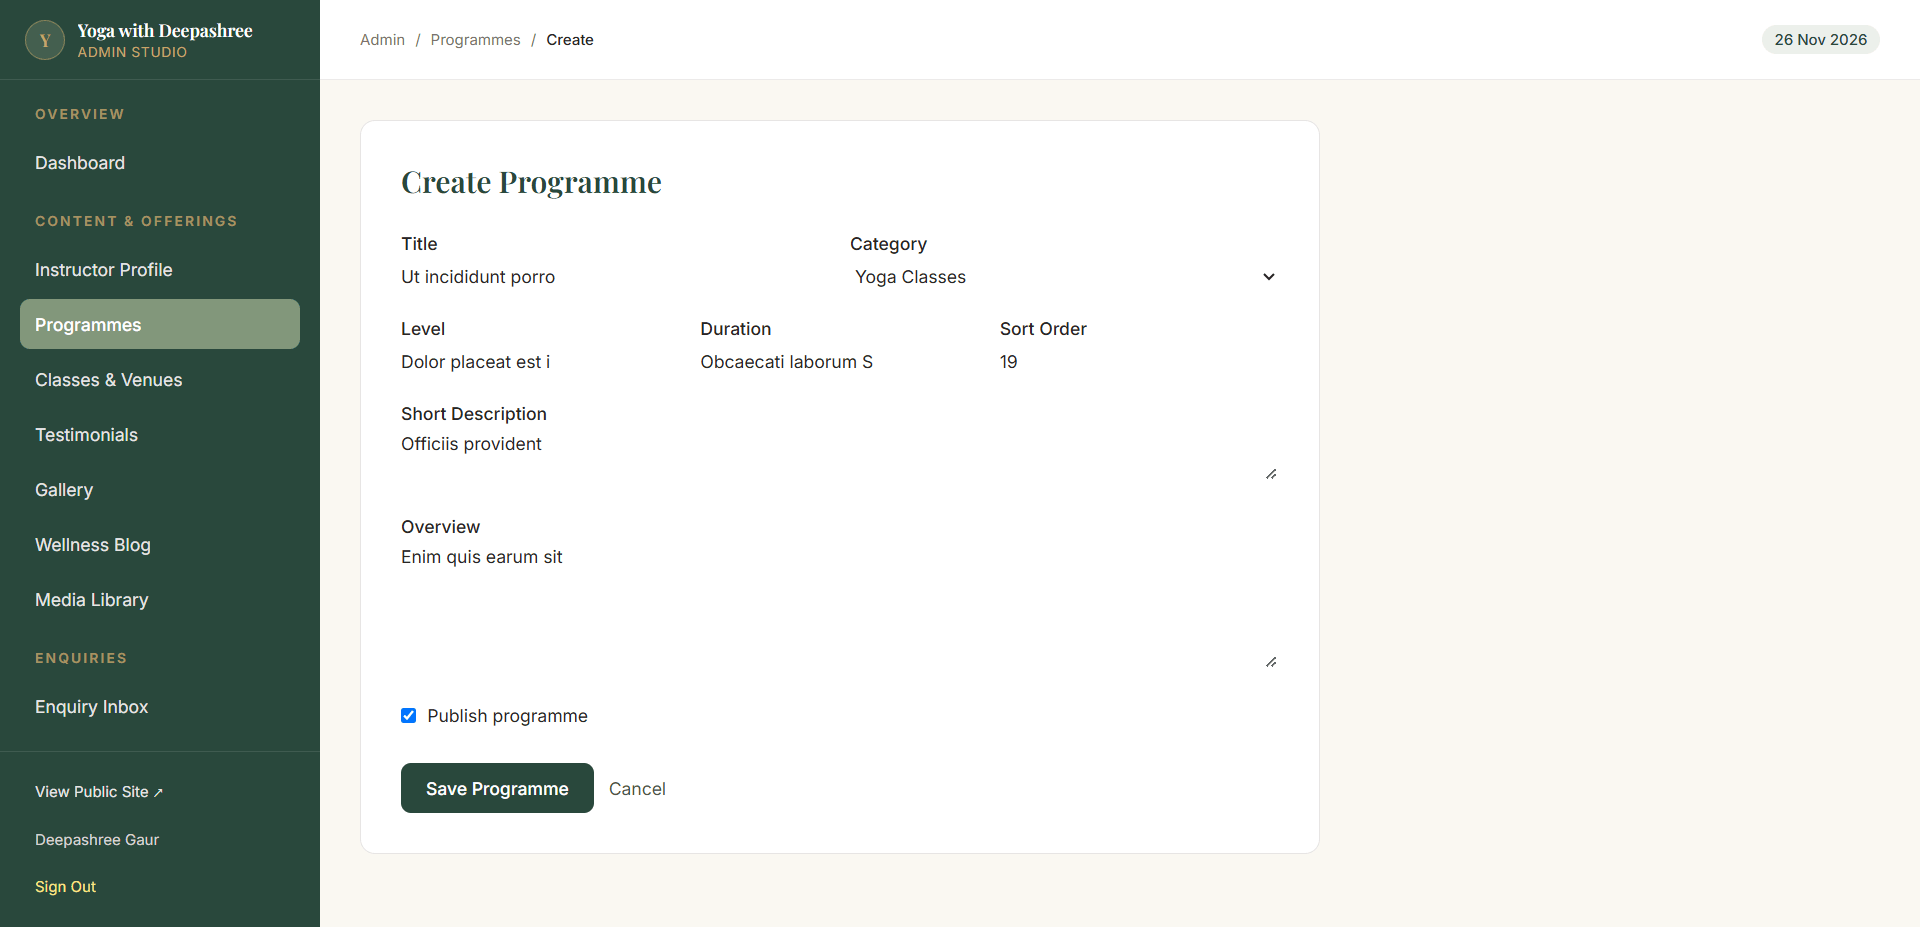 Y
Yoga with Deepashree
ADMIN STUDIO
OVERVIEW
Dashboard
CONTENT & OFFERINGS
Instructor Profile
Programmes
Classes & Venues
Testimonials
Gallery
Wellness Blog
Media Library
ENQUIRIES
Enquiry Inbox
View Public Site ↗
Deepashree Gaur
Sign Out
Admin / Programmes / Create
26 Nov 2026
Create Programme
Title
Ut incididunt porro
Category
Yoga Classes
Level
Dolor placeat est i
Duration
Obcaecati laborum S
Sort Order
19
Short Description
Officiis provident
Overview
Enim quis earum sit
Publish programme
Save Programme
Cancel